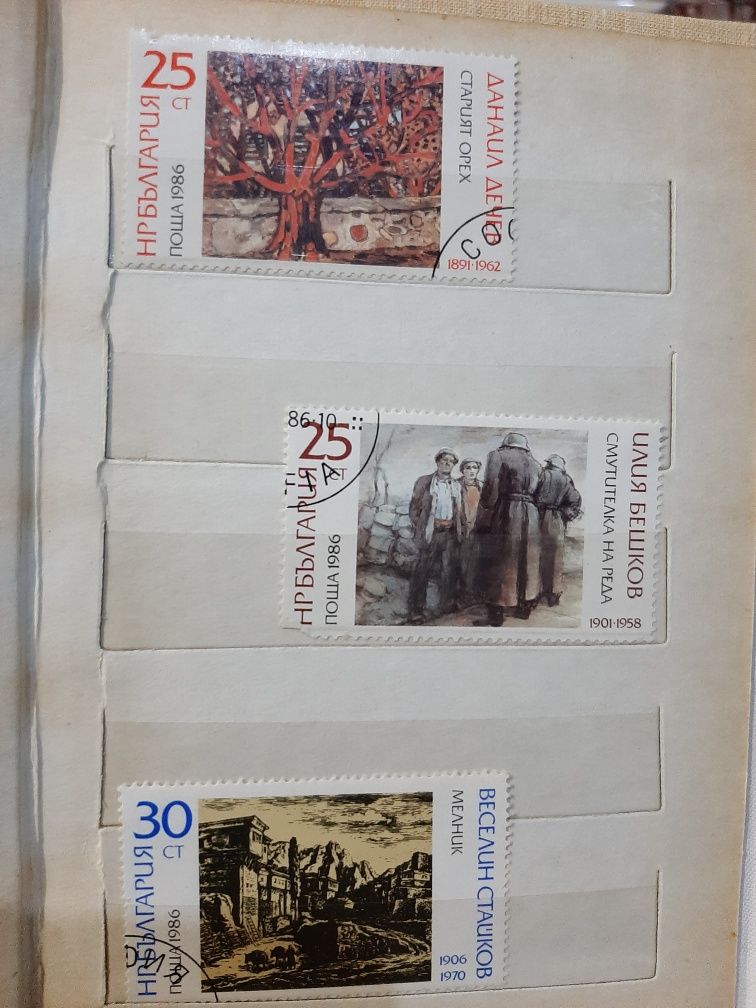 25
СТ
НР БЪЛГАРИЯ
ПОЩА 1986
ДАНАИЛ ДЕЧЕВ
СТАРИЯТ ОРЕХ
1891·1962
86·10
25
СТ
НР БЪЛГАРИЯ
ПОЩА 1986
ИЛИЯ БЕШКОВ
СМУТИТЕЛКА НА РЕДА
1901·1958
30
СТ
НР БЪЛГАРИЯ
ПОЩА 1986
ВЕСЕЛИН СТАЙКОВ
МЕЛНИК
1906
1970